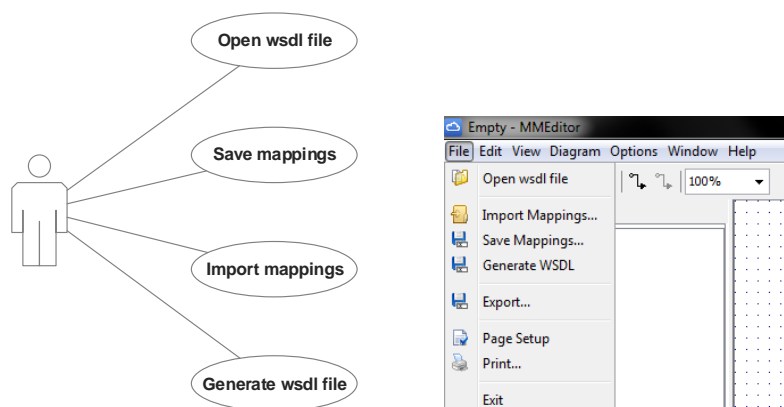 Open wsdl file
Save mappings
Import mappings
Generate wsdl file
Empty - MMEditor
File Edit View Diagram Options Window Help
Open wsdl file
100%
Import Mappings...
Save Mappings...
Generate WSDL
Export...
Page Setup
Print...
Exit